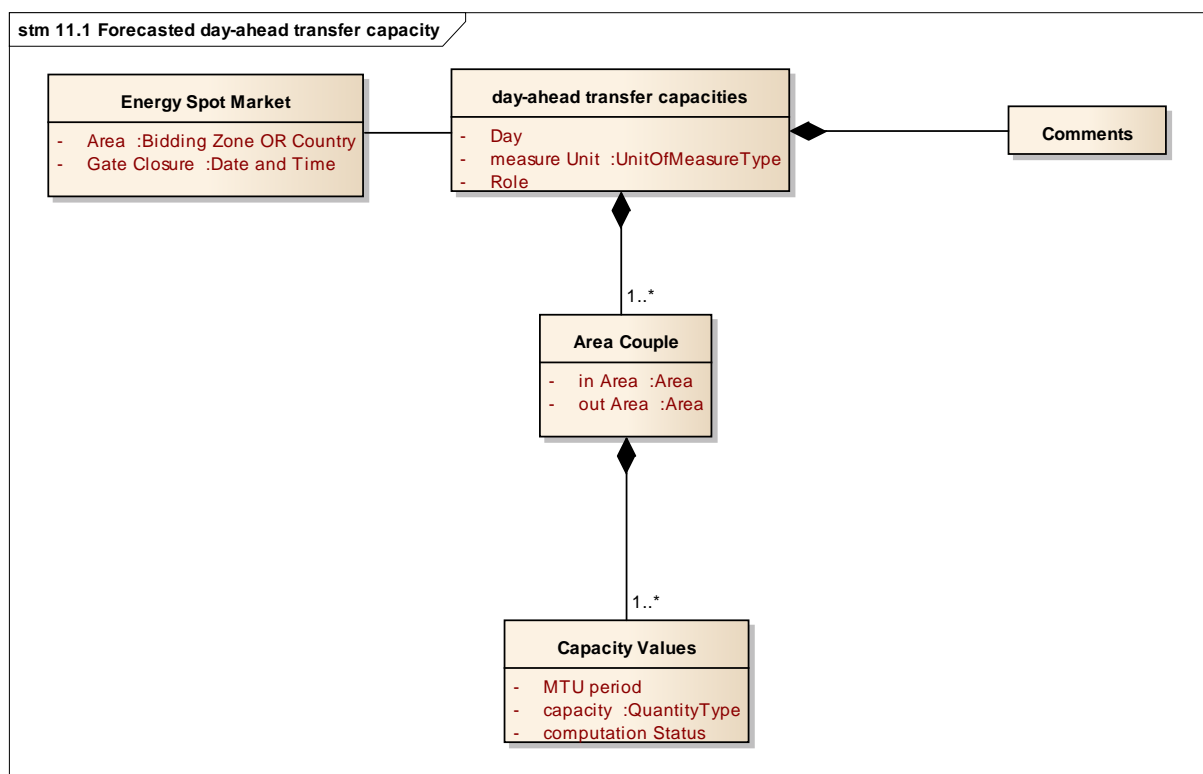 stm 11.1 Forecasted day-ahead transfer capacity
Energy Spot Market
- Area :Bidding Zone OR Country
- Gate Closure :Date and Time
day-ahead transfer capacities
- Day
- measure Unit :UnitOfMeasureType
- Role
Comments
1..*
Area Couple
- in Area :Area
- out Area :Area
1..*
Capacity Values
- MTU period
- capacity :QuantityType
- computation Status